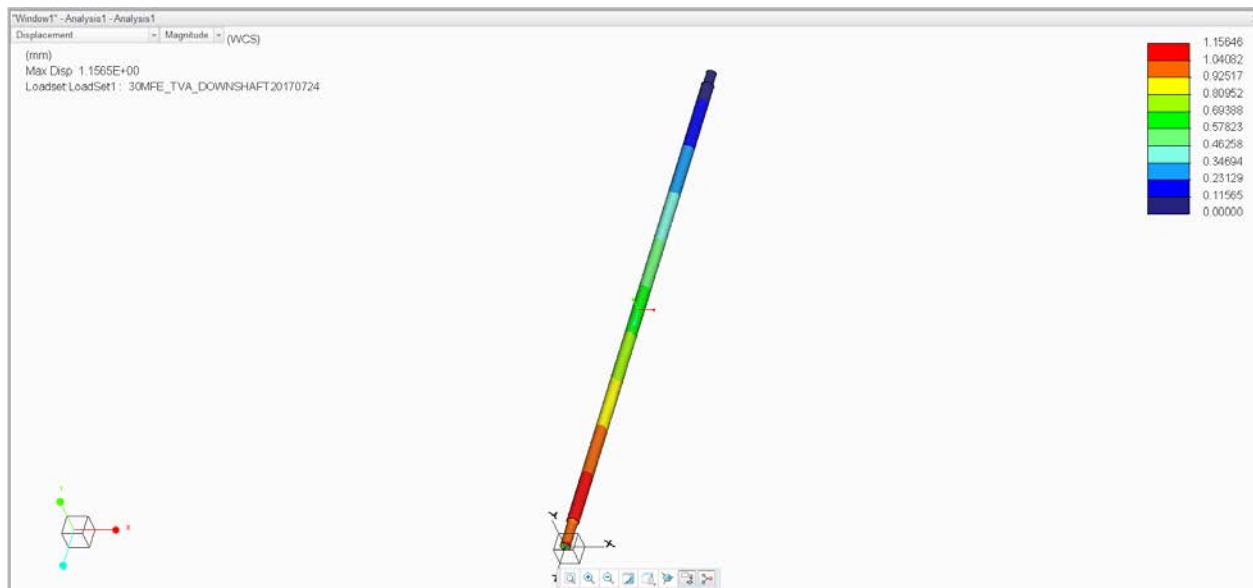 "Window1" - Analysis1 - Analysis1
Displacement Magnitude (WCS)
(mm)
Max Disp 1.1565E+00
Loadset:LoadSet1 : 30MFE_TVA_DOWNSHAFT20170724
1.15646
1.04082
0.92517
0.80952
0.69388
0.57823
0.46258
0.34694
0.23129
0.11565
0.00000
Y
X
Y
X